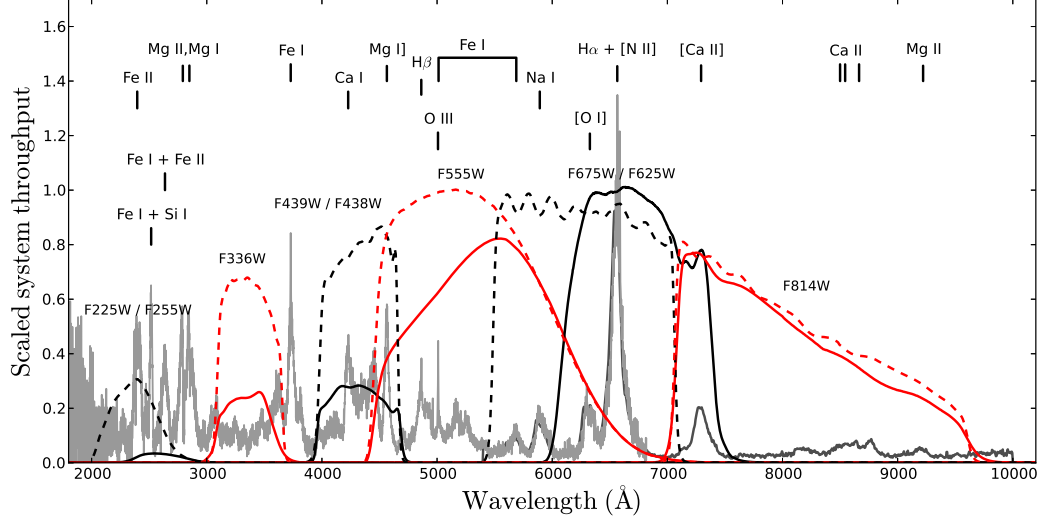 1.6
1.4
1.2
1.0
0.8
0.6
0.4
0.2
0.0
Scaled system throughput
Mg II,Mg I
Fe II
Fe I
Ca I
Mg I]
Hβ
Fe I
Na I
Hα + [N II]
[Ca II]
Ca II
Mg II
O III
[O I]
Fe I + Fe II
Fe I + Si I
F225W / F255W
F336W
F439W / F438W
F555W
F675W / F625W
F814W
2000 3000 4000 5000 6000 7000 8000 9000 10000
Wavelength (Å)